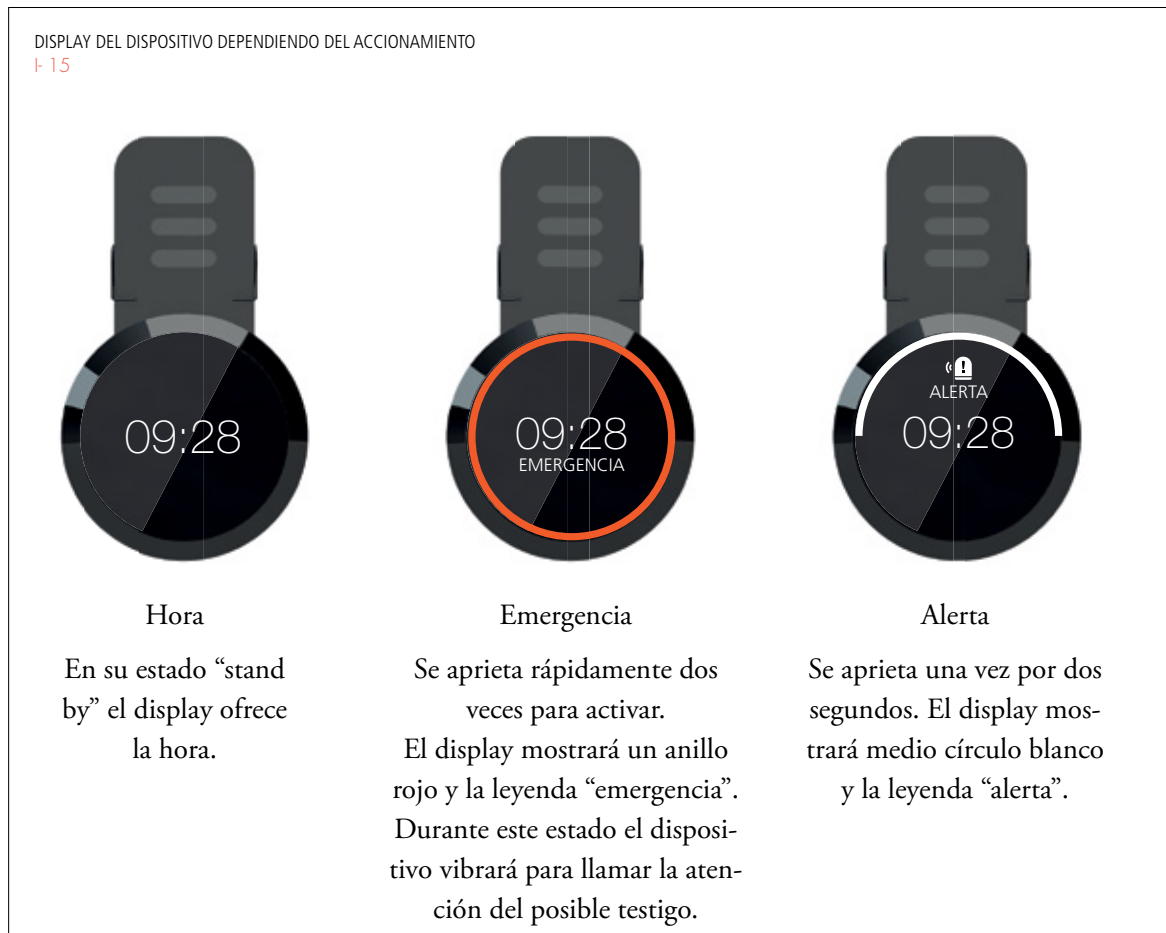 DISPLAY DEL DISPOSITIVO DEPENDIENDO DEL ACCIONAMIENTO
I- 15
09:28
09:28
EMERGENCIA
ALERTA
09:28
Hora
En su estado “stand
by” el display ofrece
la hora.
Emergencia
Se aprieta rápidamente dos
veces para activar.
El display mostrará un anillo
rojo y la leyenda “emergencia”.
Durante este estado el disposi-
tivo vibrará para llamar la aten-
ción del posible testigo.
Alerta
Se aprieta una vez por dos
segundos. El display mos-
trará medio círculo blanco
y la leyenda “alerta”.